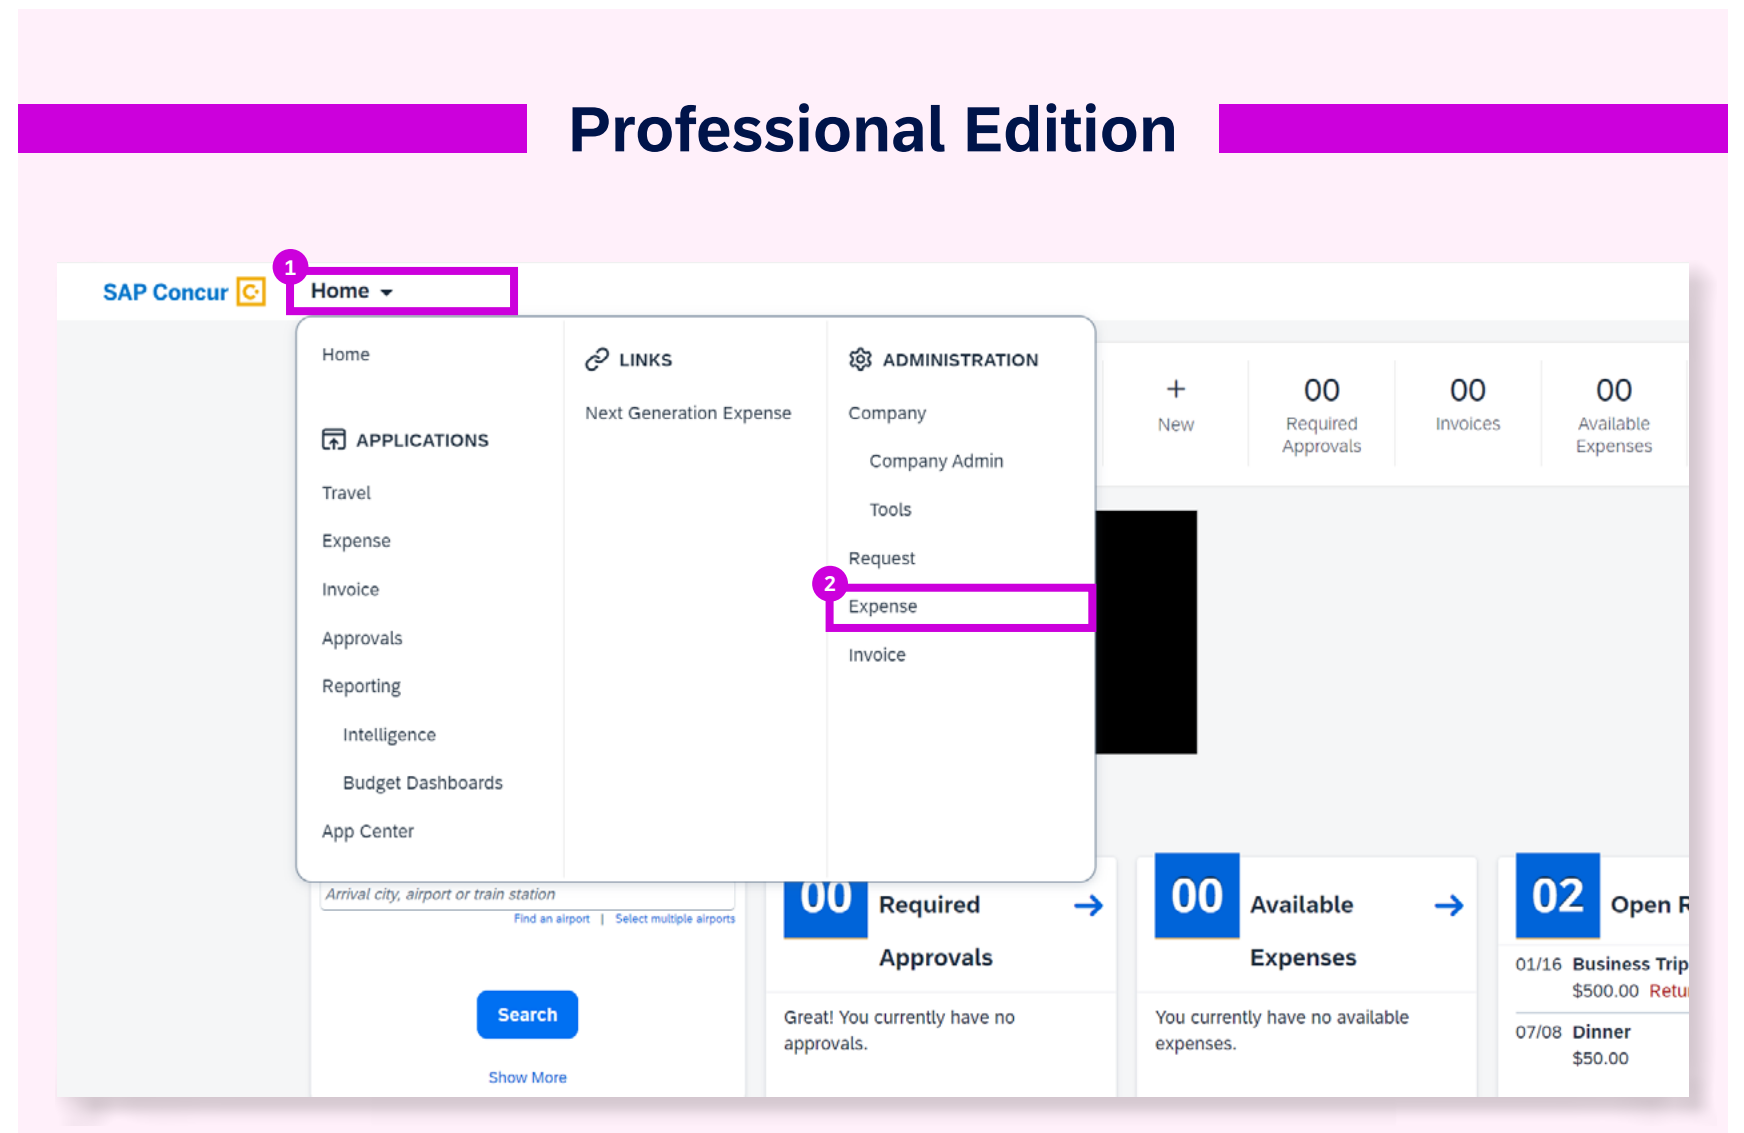 Professional Edition
1
SAP Concur C
Home
Home
APPLICATIONS
Travel
Expense
Invoice
Approvals
Reporting
Intelligence
Budget Dashboards
App Center
LINKS
Next Generation Expense
ADMINISTRATION
Company
Company Admin
Tools
Request
2
Expense
Invoice
+
New
00
Required
Approvals
00
Invoices
00
Available
Expenses
Arrival city, airport or train station
Find an airport | Select multiple airports
Search
Show More
00
Required
Approvals
Great! You currently have no
approvals.
00
Available
Expenses
You currently have no available
expenses.
02
Open R
01/16 Business Trip
$500.00 Retu
07/08 Dinner
$50.00